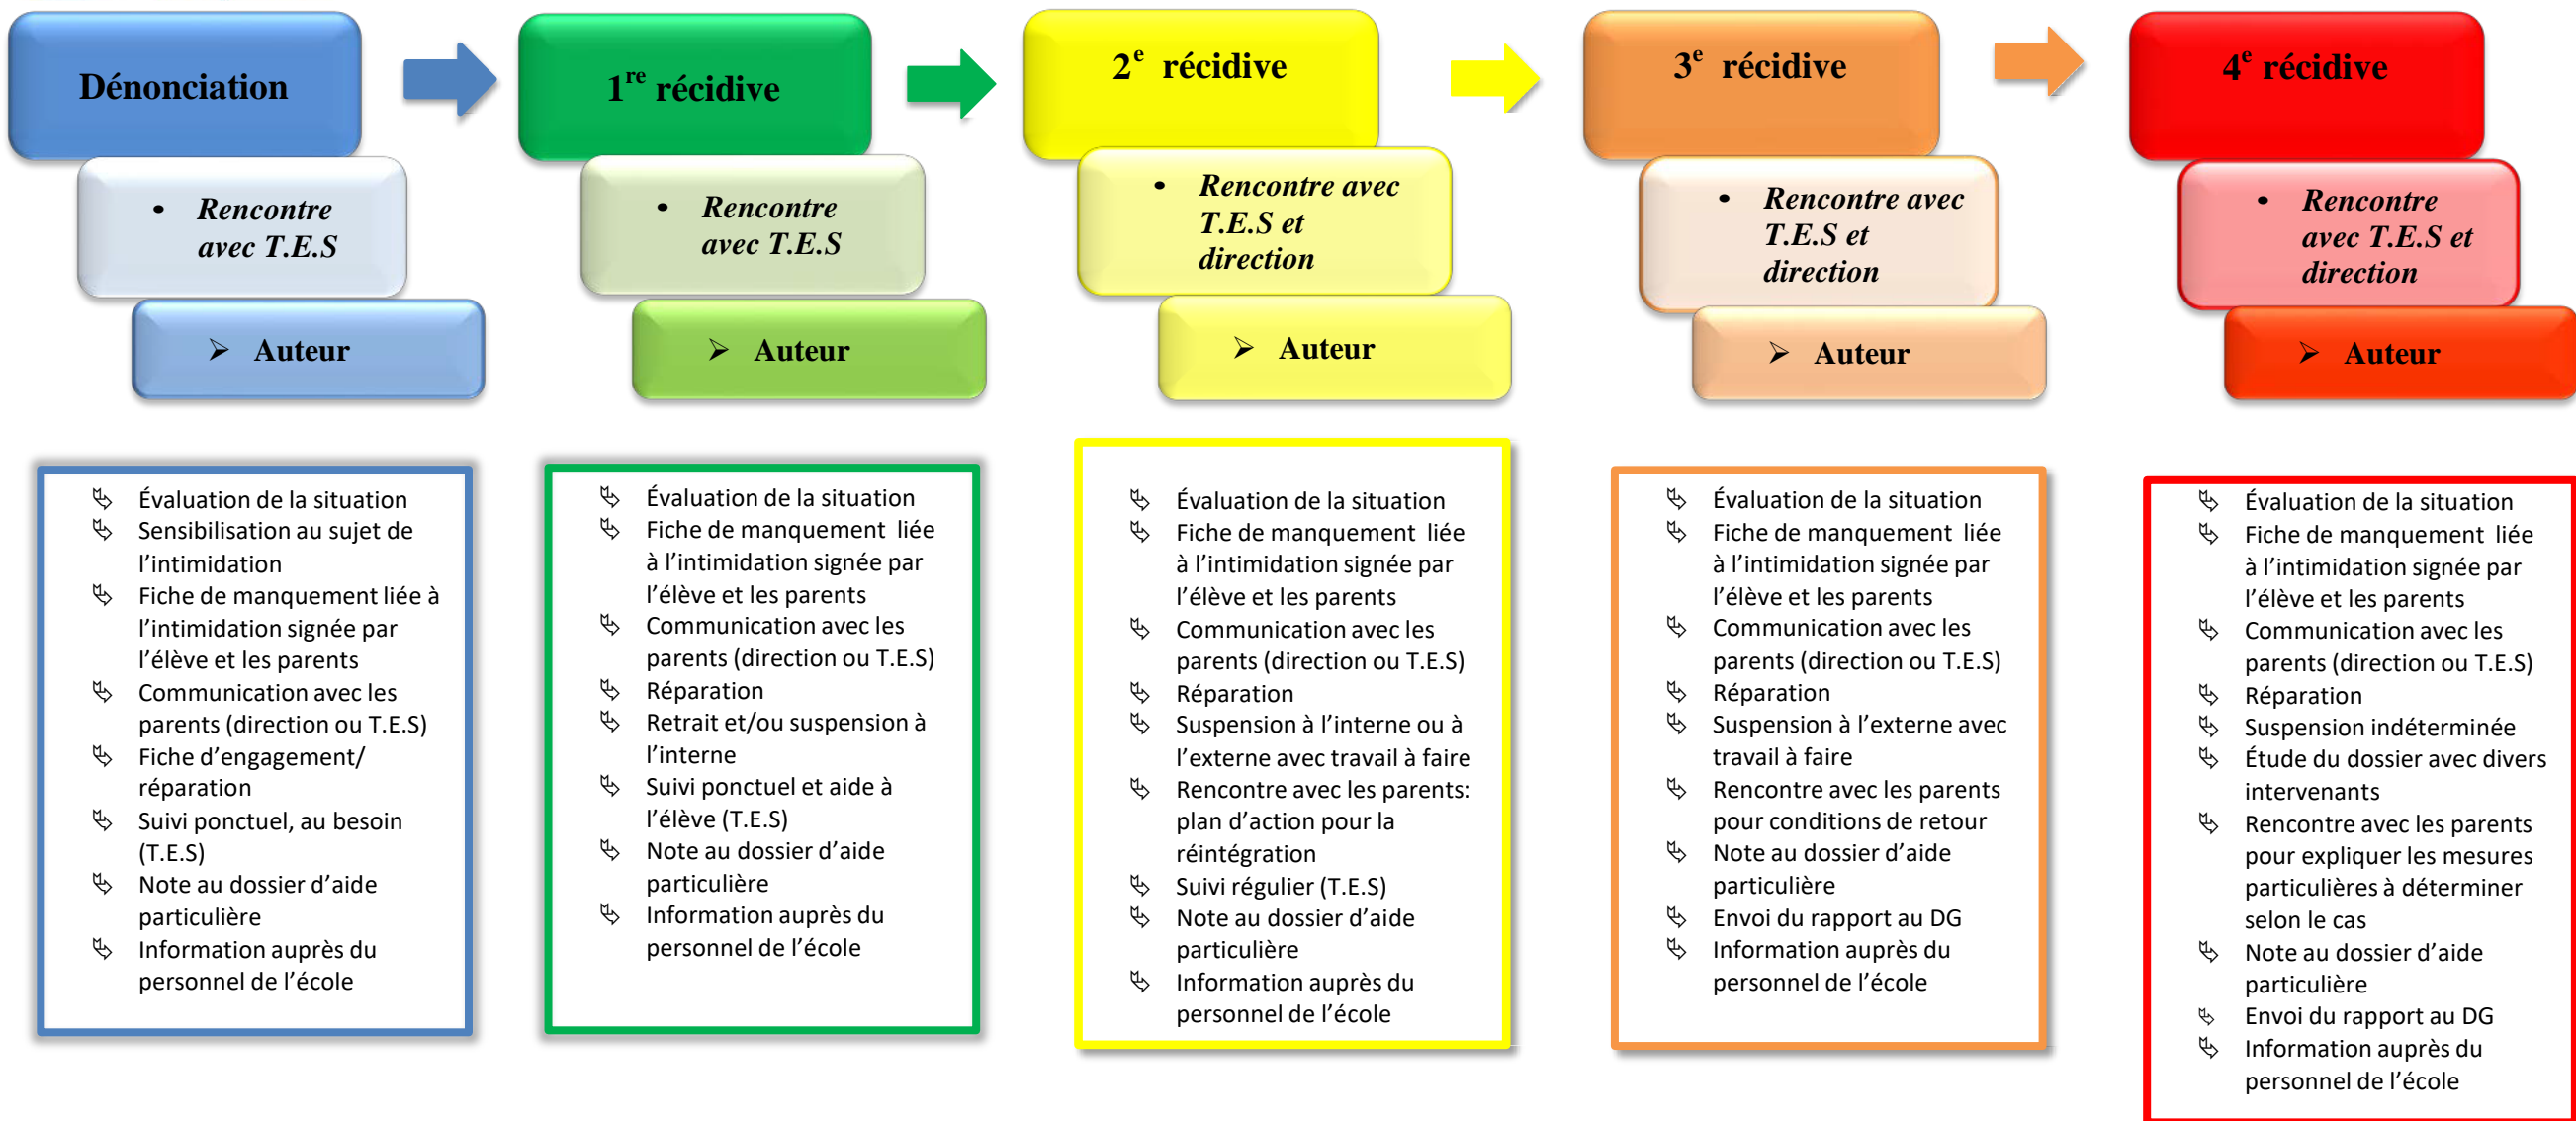 Dénonciation
• Rencontre
avec T.E.S
➢ Auteur
Évaluation de la situation
Sensibilisation au sujet de
l’intimidation
Fiche de manquement liée à
l’intimidation signée par
l’élève et les parents
Communication avec les
parents (direction ou T.E.S)
Fiche d’engagement/
réparation
Suivi ponctuel, au besoin
(T.E.S)
Note au dossier d’aide
particulière
Information auprès du
personnel de l’école
1re récidive
• Rencontre
avec T.E.S
➢ Auteur
Évaluation de la situation
Fiche de manquement liée
à l’intimidation signée par
l’élève et les parents
Communication avec les
parents (direction ou T.E.S)
Réparation
Retrait et/ou suspension à
l’interne
Suivi ponctuel et aide à
l’élève (T.E.S)
Note au dossier d’aide
particulière
Information auprès du
personnel de l’école
2e récidive
• Rencontre avec
T.E.S et
direction
➢ Auteur
Évaluation de la situation
Fiche de manquement liée
à l’intimidation signée par
l’élève et les parents
Communication avec les
parents (direction ou T.E.S)
Réparation
Suspension à l’interne ou à
l’externe avec travail à faire
Rencontre avec les parents:
plan d’action pour la
réintégration
Suivi régulier (T.E.S)
Note au dossier d’aide
particulière
Information auprès du
personnel de l’école
3e récidive
• Rencontre avec
T.E.S et
direction
➢ Auteur
Évaluation de la situation
Fiche de manquement liée
à l’intimidation signée par
l’élève et les parents
Communication avec les
parents (direction ou T.E.S)
Réparation
Suspension à l’externe avec
travail à faire
Rencontre avec les parents
pour conditions de retour
Note au dossier d’aide
particulière
Envoi du rapport au DG
Information auprès du
personnel de l’école
4e récidive
• Rencontre
avec T.E.S et
direction
➢ Auteur
Évaluation de la situation
Fiche de manquement liée
à l’intimidation signée par
l’élève et les parents
Communication avec les
parents (direction ou T.E.S)
Réparation
Suspension indéterminée
Étude du dossier avec divers
intervenants
Rencontre avec les parents
pour expliquer les mesures
particulières à déterminer
selon le cas
Note au dossier d’aide
particulière
Envoi du rapport au DG
Information auprès du
personnel de l’école